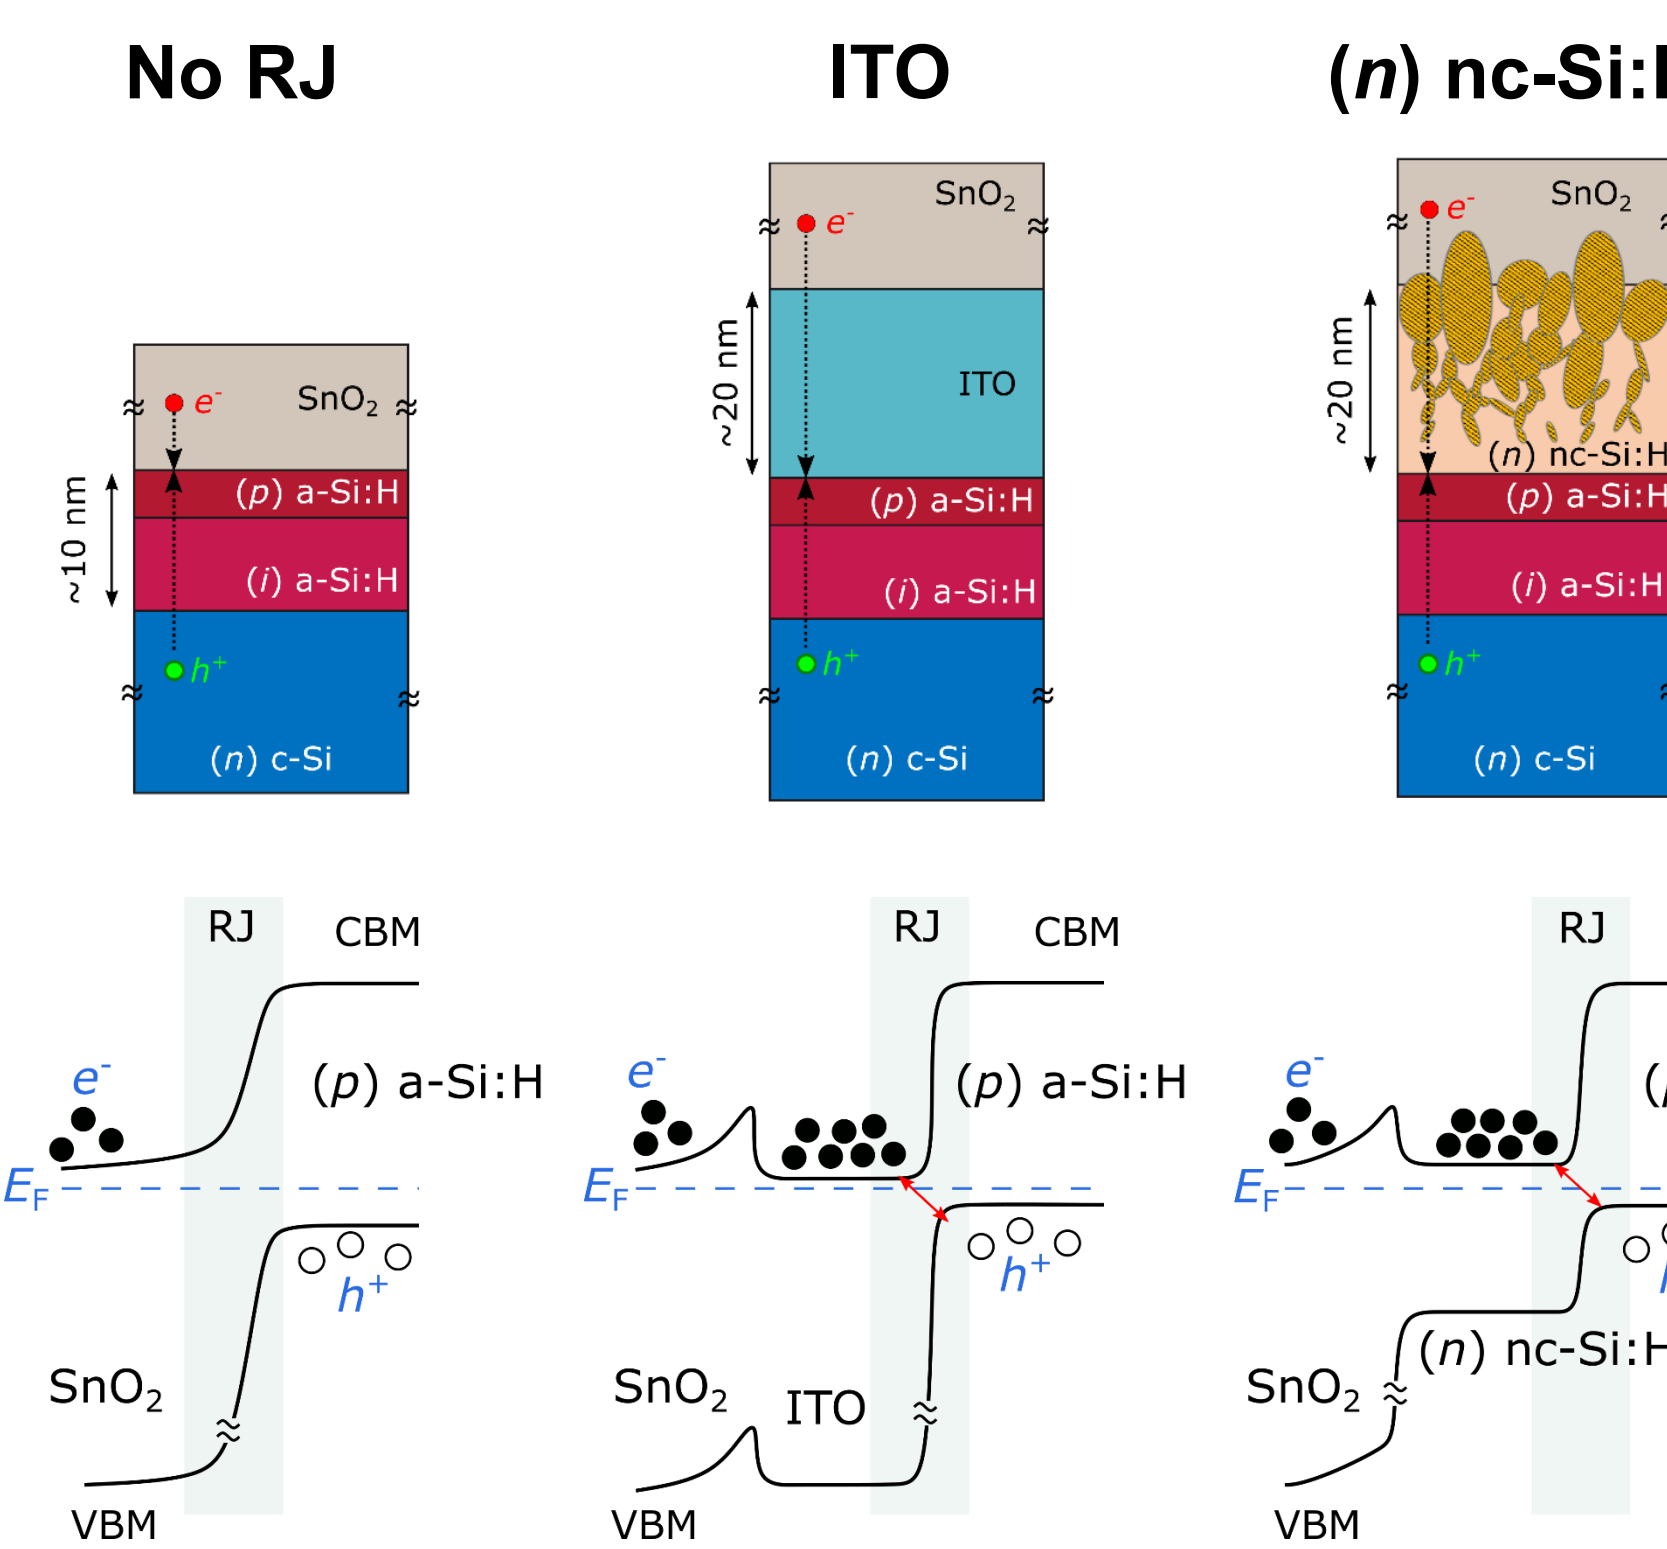 No RJ
ITO
(n) nc-Si:H
SnO2
e-
~10 nm
(p) a-Si:H
(i) a-Si:H
h+
(n) c-Si
SnO2
e-
~20 nm
ITO
(p) a-Si:H
(i) a-Si:H
h+
(n) c-Si
SnO2
e-
~20 nm
(n) nc-Si:H
(p) a-Si:H
(i) a-Si:H
h+
(n) c-Si
RJ
CBM
e-
(p) a-Si:H
EF
h+
SnO2
VBM
RJ
CBM
e-
(p) a-Si:H
EF
h+
SnO2
ITO
VBM
RJ
e-
EF
(n) nc-Si:H
SnO2
VBM